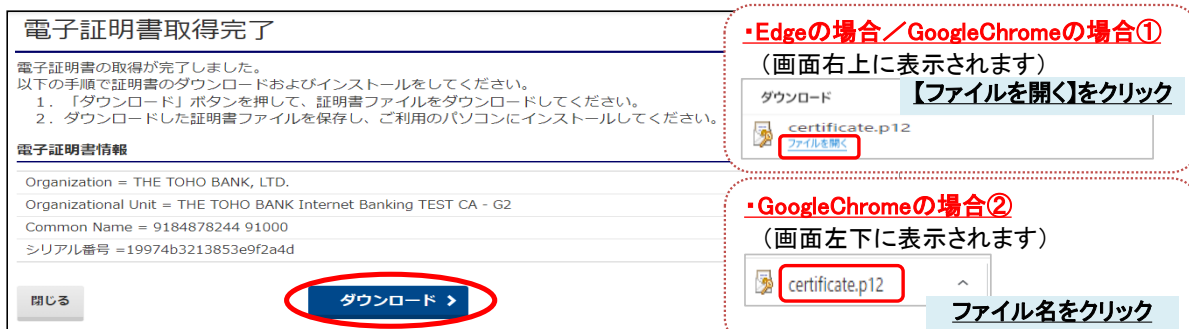 電子証明書取得完了
電子証明書の取得が完了しました。
以下の手順で証明書のダウンロードおよびインストールをしてください。
1. 「ダウンロード」ボタンを押して、証明書ファイルをダウンロードしてください。
2. ダウンロードした証明書ファイルを保存し、ご利用のパソコンにインストールしてください。
電子証明書情報
Organization = THE TOHO BANK, LTD.
Organizational Unit = THE TOHO BANK Internet Banking TEST CA - G2
Common Name = 9184878244 91000
シリアル番号 =19974b3213853e9f2a4d
閉じる
ダウンロード
・Edgeの場合／GoogleChromeの場合①
（画面右上に表示されます）
ダウンロード
【ファイルを開く】をクリック
certificate.p12
ファイルを開く
・GoogleChromeの場合②
（画面左下に表示されます）
certificate.p12
ファイル名をクリック